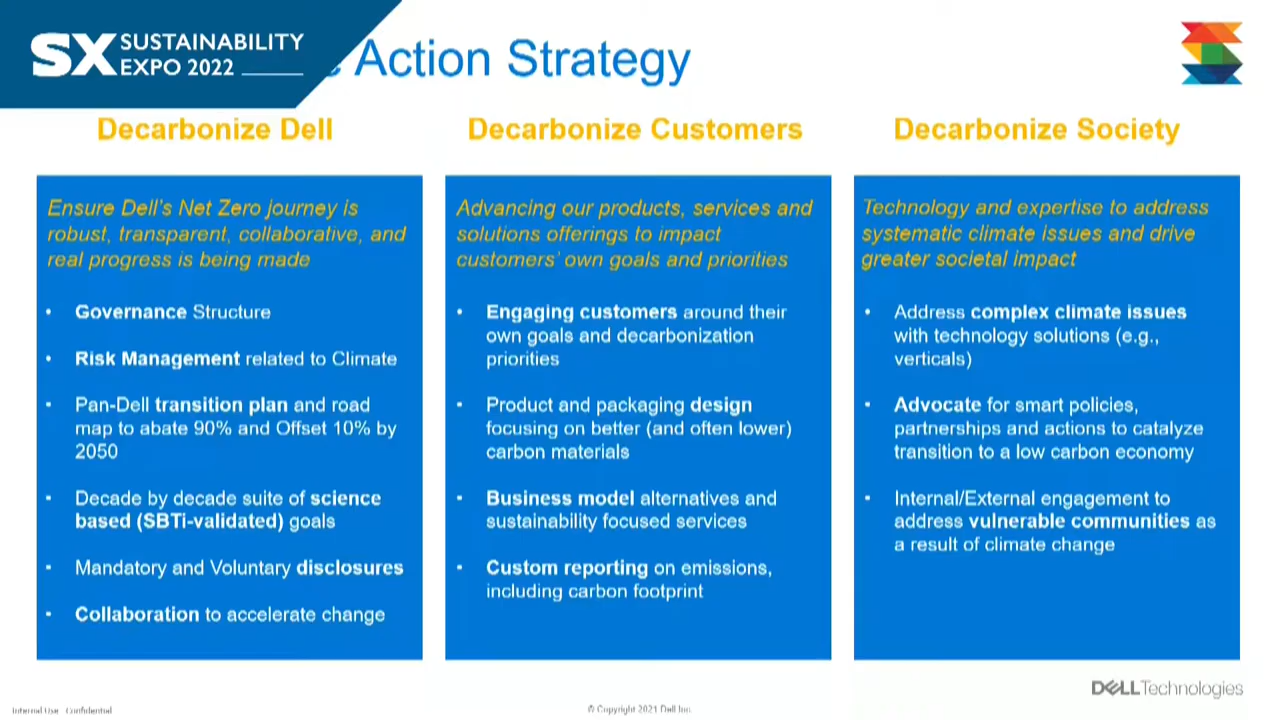 SX SUSTAINABILITY
EXPO 2022
Action Strategy
Decarbonize Dell
Ensure Dell's Net Zero journey is
robust, transparent, collaborative, and
real progress is being made
• Governance Structure
• Risk Management related to Climate
• Pan-Dell transition plan and road
map to abate 90% and Offset 10% by
2050
• Decade by decade suite of science
based (SBTi-validated) goals
• Mandatory and Voluntary disclosures
• Collaboration to accelerate change
Decarbonize Customers
Advancing our products, services and
solutions offerings to impact
customers' own goals and priorities
• Engaging customers around their
own goals and decarbonization
priorities
• Product and packaging design
focusing on better (and often lower)
carbon materials
• Business model alternatives and
sustainability focused services
• Custom reporting on emissions,
including carbon footprint
Decarbonize Society
Technology and expertise to address
systematic climate issues and drive
greater societal impact
• Address complex climate issues
with technology solutions (e.g.,
verticals)
• Advocate for smart policies,
partnerships and actions to catalyze
transition to a low carbon economy
• Internal/External engagement to
address vulnerable communities as
a result of climate change
Internal Use - Confidential
© Copyright 2021 Dell Inc.
DELL Technologies